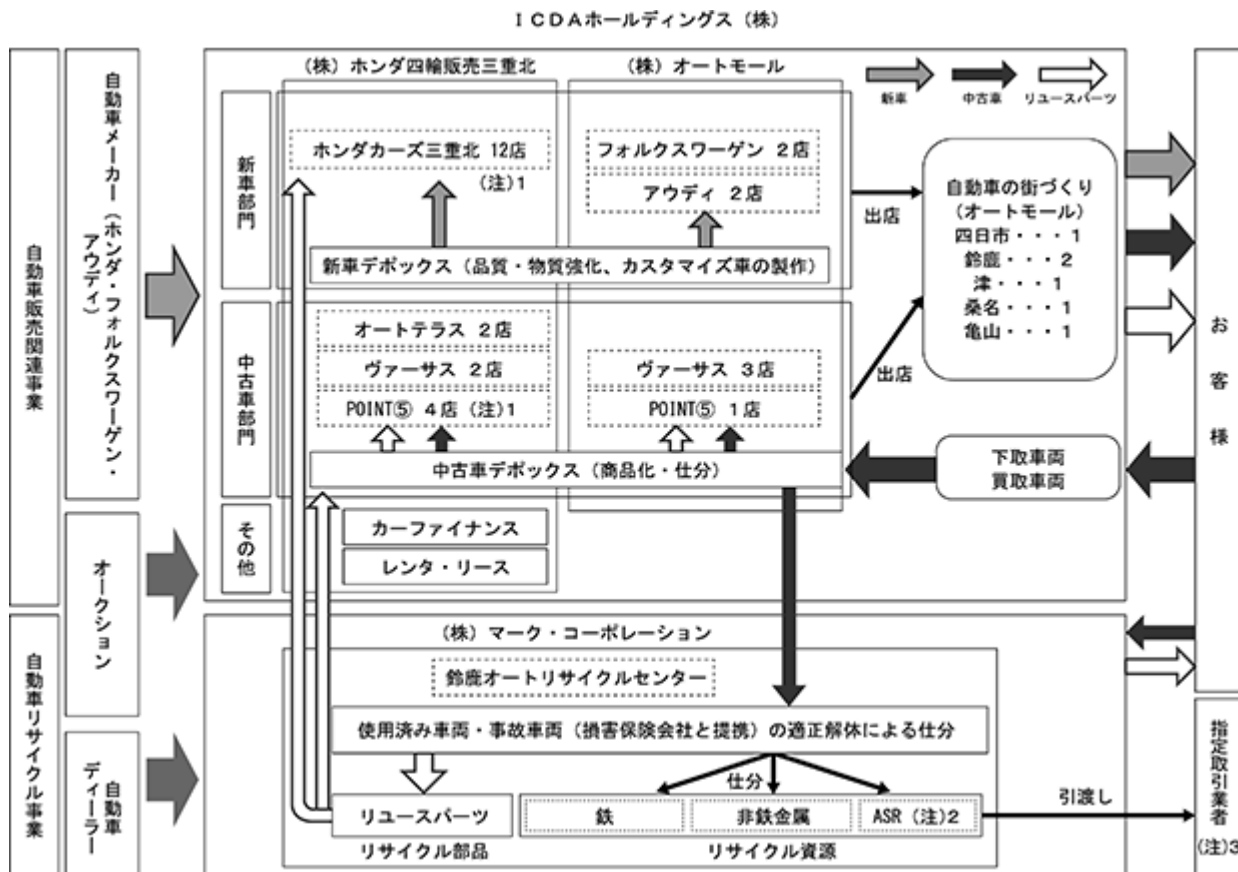 ＩＣＤＡホールディングス（株）
自動車販売関連事業
自動車メーカー（ホンダ・フォルクスワーゲン・
アウディ）
オークション
自動車リサイクル事業
自動車
ディーラー
（株）ホンダ四輪販売三重北
（株）オートモール
新車
中古車
リユースパーツ
新車部門
ホンダカーズ三重北 12店
(注)1
フォルクスワーゲン 2店
アウディ 2店
新車デポックス（品質・物質強化、カスタマイズ車の製作）
出店
自動車の街づくり
（オートモール）
四日市・・・1
鈴鹿・・・2
津・・・1
桑名・・・1
亀山・・・1
中古車部門
オートテラス 2店
ヴァーサス 2店
POINT⑤ 4店 (注)1
ヴァーサス 3店
POINT⑤ 1店
出店
中古車デポックス（商品化・仕分）
下取車両
買取車両
お客様
その他
カーファイナンス
レンタ・リース
（株）マーク・コーポレーション
鈴鹿オートリサイクルセンター
使用済み車両・事故車両（損害保険会社と提携）の適正解体による仕分
仕分
リユースパーツ
鉄
非鉄金属
ASR（注)2
リサイクル部品
リサイクル資源
引渡し
指定取引業者
(注)3